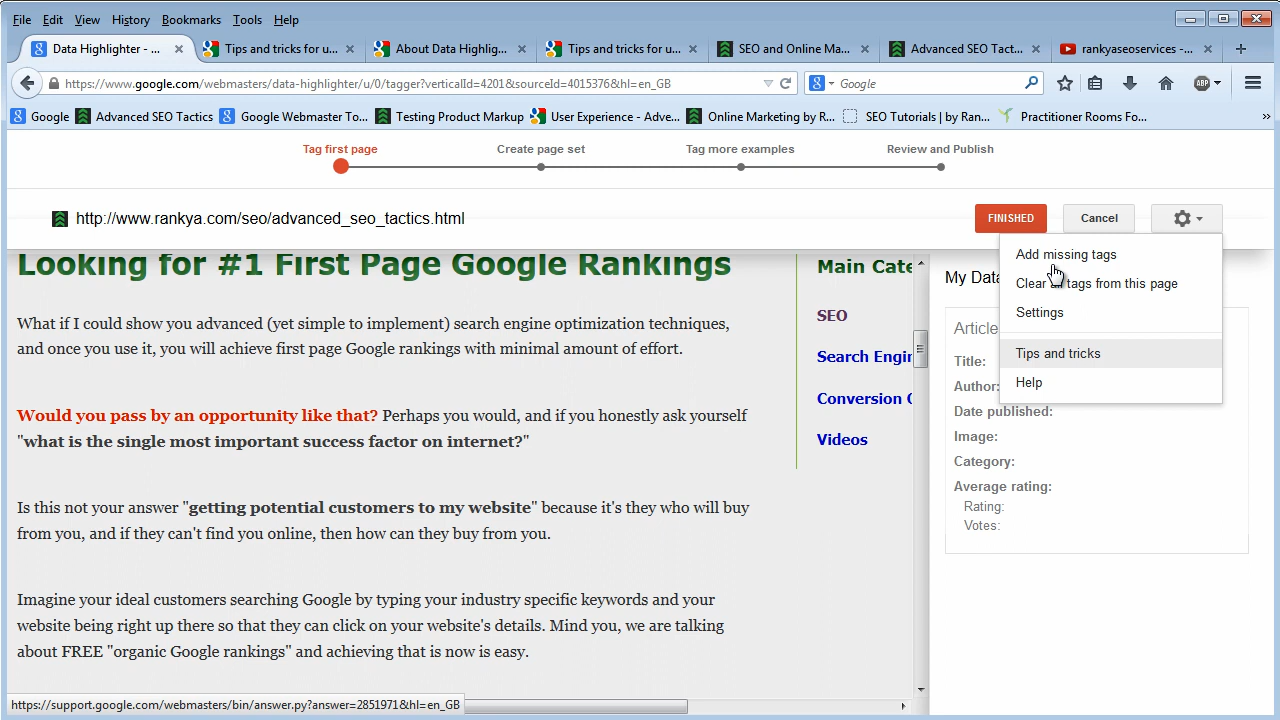 File Edit View History Bookmarks Tools Help
Data Highlighter - ... Tips and tricks for u... About Data Highlig... Tips and tricks for u... SEO and Online Ma... Advanced SEO Tact... rankyaseoservices -...
https://www.google.com/webmasters/data-highlighter/u/0/tagger?verticalId=4201&sourceId=4015376&hl=en_GB Google ABP
Google Advanced SEO Tactics Google Webmaster To... Testing Product Markup User Experience - Adve... Online Marketing by R... SEO Tutorials | by Ran... Practitioner Rooms Fo... »
Tag first page Create page set Tag more examples Review and Publish
http://www.rankya.com/seo/advanced_seo_tactics.html FINISHED Cancel
Add missing tags
Clear all tags from this page
Settings
Tips and tricks
Help
Looking for #1 First Page Google Rankings
What if I could show you advanced (yet simple to implement) search engine optimization techniques,
and once you use it, you will achieve first page Google rankings with minimal amount of effort.
Would you pass by an opportunity like that? Perhaps you would, and if you honestly ask yourself
"what is the single most important success factor on internet?"
Is this not your answer "getting potential customers to my website" because it's they who will buy
from you, and if they can't find you online, then how can they buy from you.
Imagine your ideal customers searching Google by typing your industry specific keywords and your
website being right up there so that they can click on your website's details. Mind you, we are talking
about FREE "organic Google rankings" and achieving that is now is easy.
Main Cate
SEO
Search Engin
Conversion O
Videos
My Data
Article
Title:
Author:
Date published:
Image:
Category:
Average rating:
Rating:
Votes:
https://support.google.com/webmasters/bin/answer.py?answer=2851971&hl=en_GB